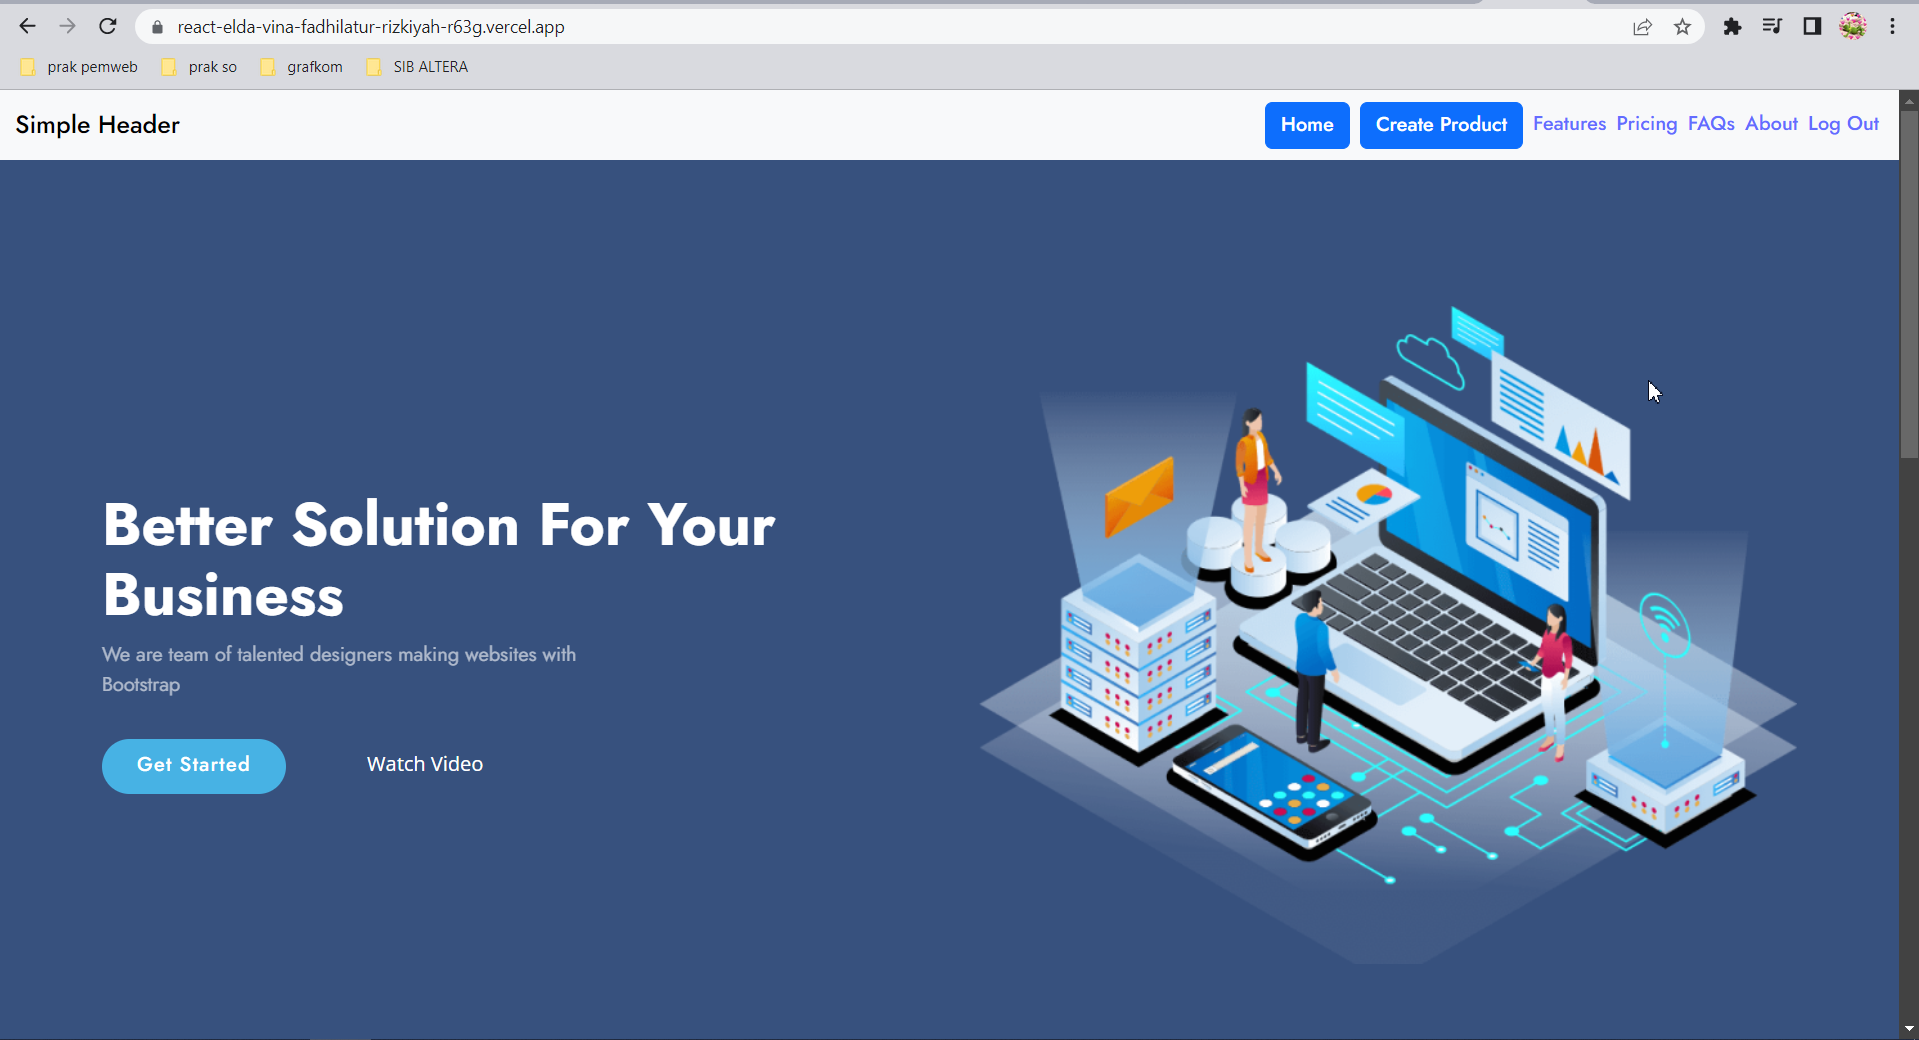 react-elda-vina-fadhilatur-rizkiyah-r63g.vercel.app
prak pemweb prak so grafkom SIB ALTERA
Simple Header Home Create Product Features Pricing FAQs About Log Out
Better Solution For Your
Business
We are team of talented designers making websites with
Bootstrap
Get Started Watch Video